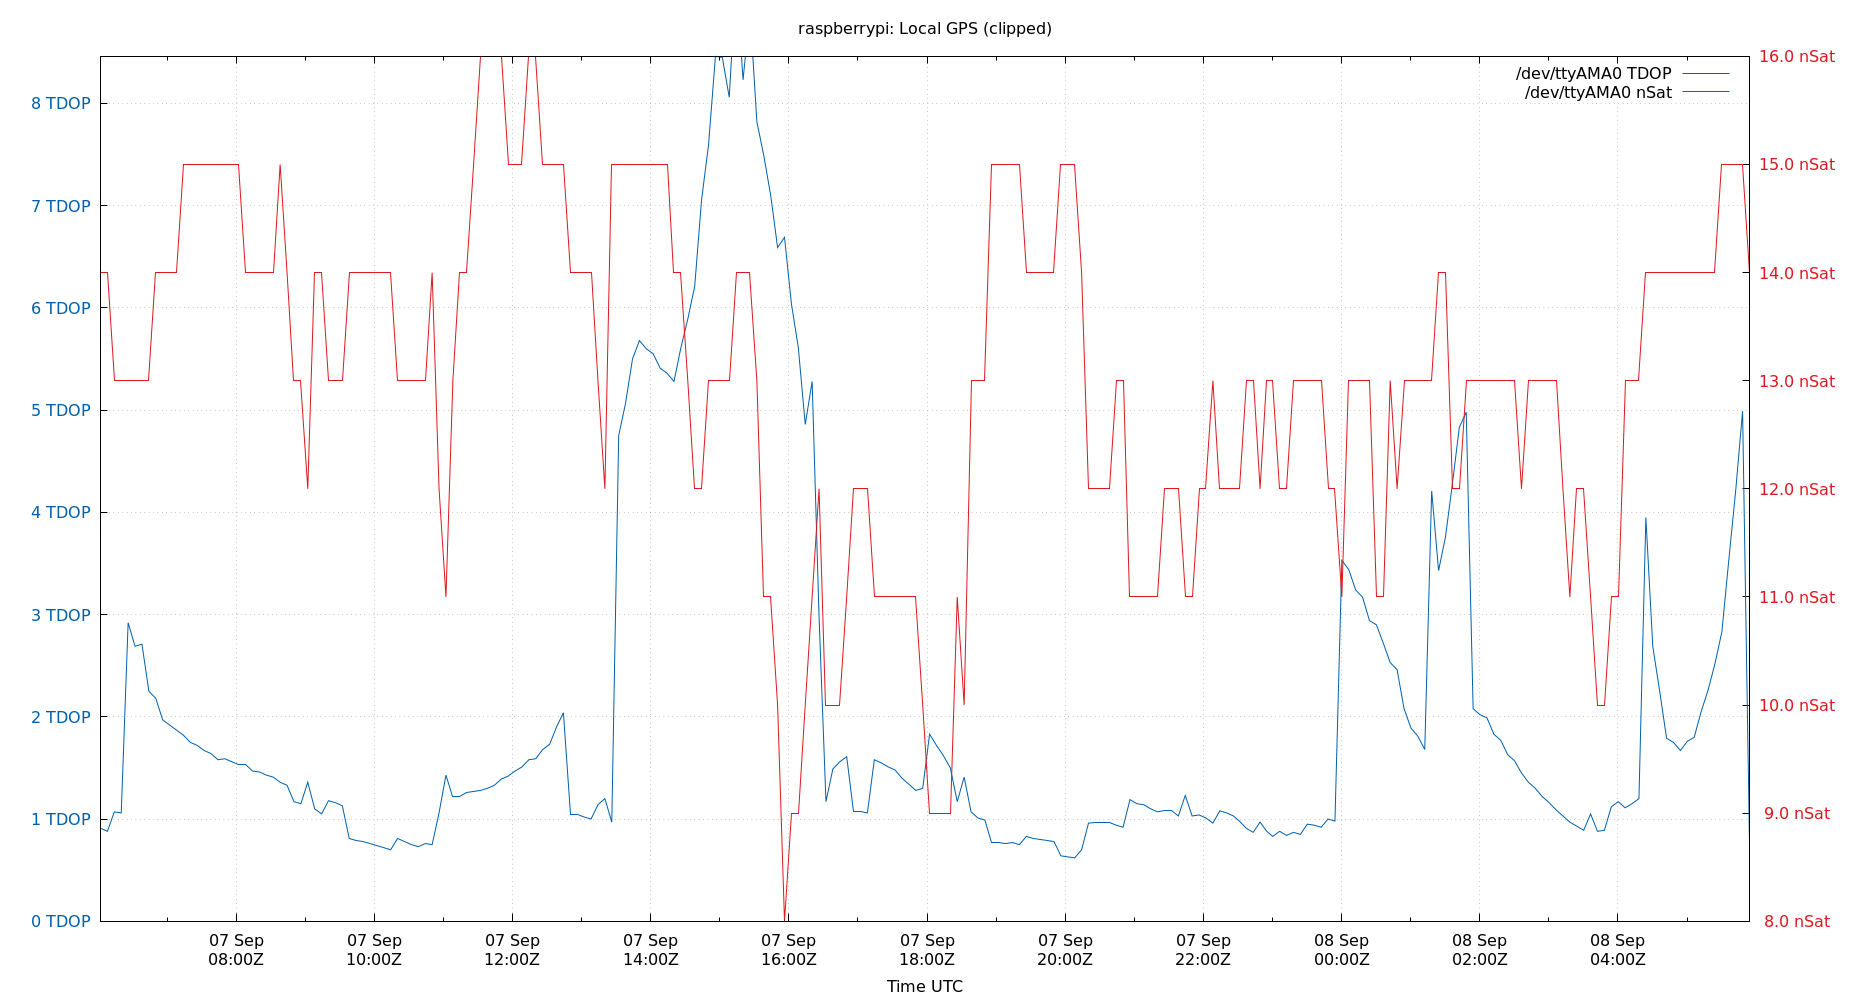 raspberrypi: Local GPS (clipped)
/dev/ttyAMA0 TDOP
/dev/ttyAMA0 nSat
8 TDOP
7 TDOP
6 TDOP
5 TDOP
4 TDOP
3 TDOP
2 TDOP
1 TDOP
0 TDOP
16.0 nSat
15.0 nSat
14.0 nSat
13.0 nSat
12.0 nSat
11.0 nSat
10.0 nSat
9.0 nSat
8.0 nSat
07 Sep
08:00Z
07 Sep
10:00Z
07 Sep
12:00Z
07 Sep
14:00Z
07 Sep
16:00Z
07 Sep
18:00Z
07 Sep
20:00Z
07 Sep
22:00Z
08 Sep
00:00Z
08 Sep
02:00Z
08 Sep
04:00Z
Time UTC